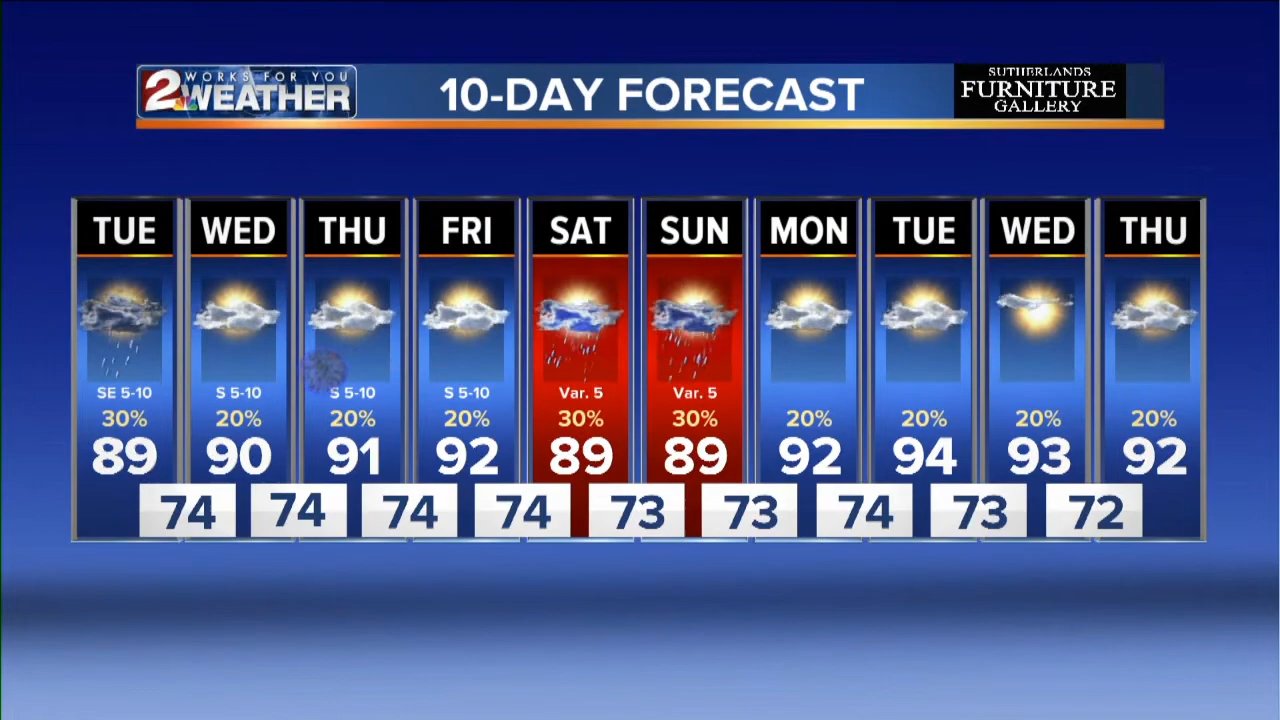 2 WORKS FOR YOU
WEATHER
10-DAY FORECAST
SUTHERLANDS
FURNITURE
GALLERY
TUE WED THU FRI SAT SUN MON TUE WED THU
SE 5-10 S 5-10 S 5-10 S 5-10 Var. 5 Var. 5
30% 20% 20% 20% 30% 30% 20% 20% 20% 20%
89 90 91 92 89 89 92 94 93 92
74 74 74 74 73 73 74 73 72